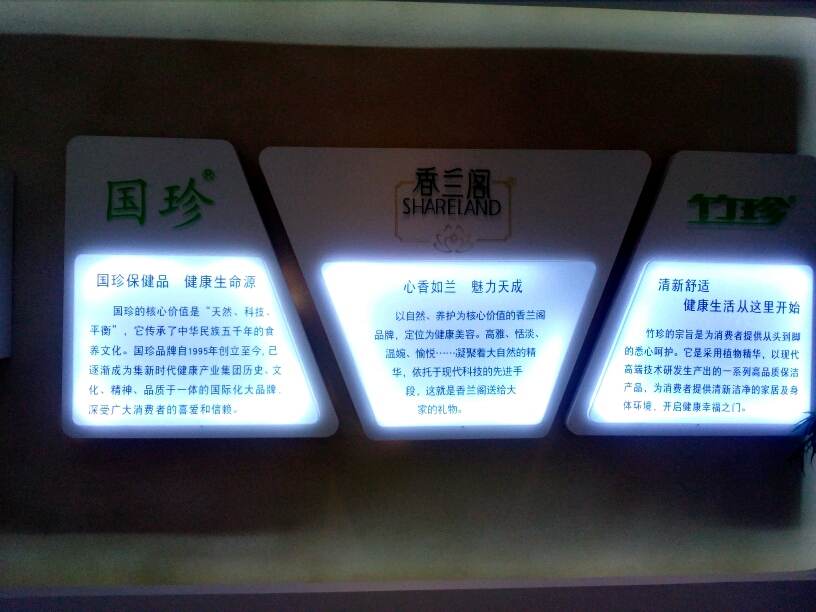 国珍®
国珍保健品 健康生命源
国珍的核心价值是“天然、科技、
平衡”，它传承了中华民族五千年的食
养文化。国珍品牌自1995年创立至今,已
逐渐成为集新时代健康产业集团历史、文
化、精神、品质于一体的国际化大品牌，
深受广大消费者的喜爱和信赖。
香兰阁
SHARELAND
心香如兰 魅力天成
以自然、养护为核心价值的香兰阁
品牌，定位为健康美容。高雅、恬淡、
温婉、愉悦……凝聚着大自然的精
华，依托于现代科技的先进手
段，这就是香兰阁送给大
家的礼物。
竹珍
清新舒适
健康生活从这里开始
竹珍的宗旨是为消费者提供从头到脚
的悉心呵护。它是采用植物精华，以现代
高端技术研发生产出的一系列高品质保洁
产品，为消费者提供清新洁净的家居及身
体环境，开启健康幸福之门。